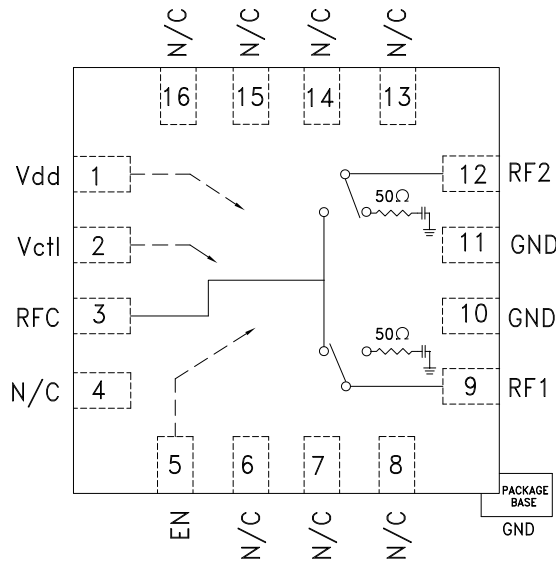 N/C
N/C
N/C
N/C
16
15
14
13
Vdd
1
12
RF2
50Ω
Vctl
2
11
GND
RFC
3
10
GND
50Ω
N/C
4
9
RF1
5
6
7
8
EN
N/C
N/C
N/C
PACKAGE
BASE
GND